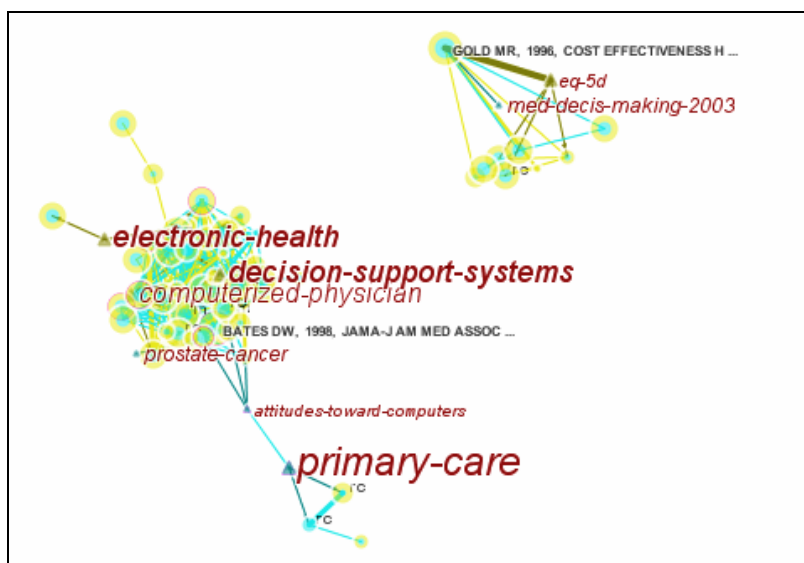 GOLD MR, 1996, COST EFFECTIVENESS H ...
eq-5d
med-decis-making-2003
electronic-health
decision-support-systems
computerized-physician
BATES DW, 1998, JAMA-J AM MED ASSOC ...
prostate-cancer
attitudes-toward-computers
primary-care